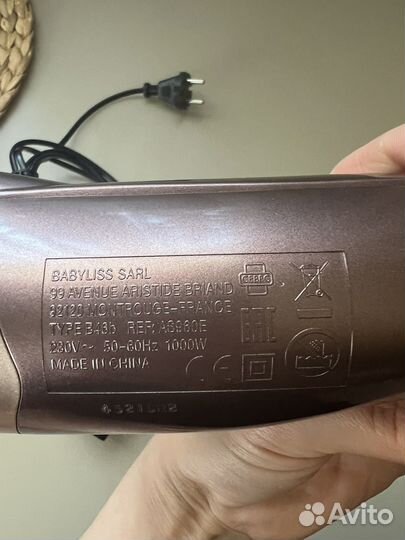 BABYLISS SARL
99 AVENUE ARISTIDE BRIAND
92120 MONTROUGE-FRANCE
TYPE B43b REF: AS960E
230V~ 50-60Hz 1000W
MADE IN CHINA
EAC
Avito